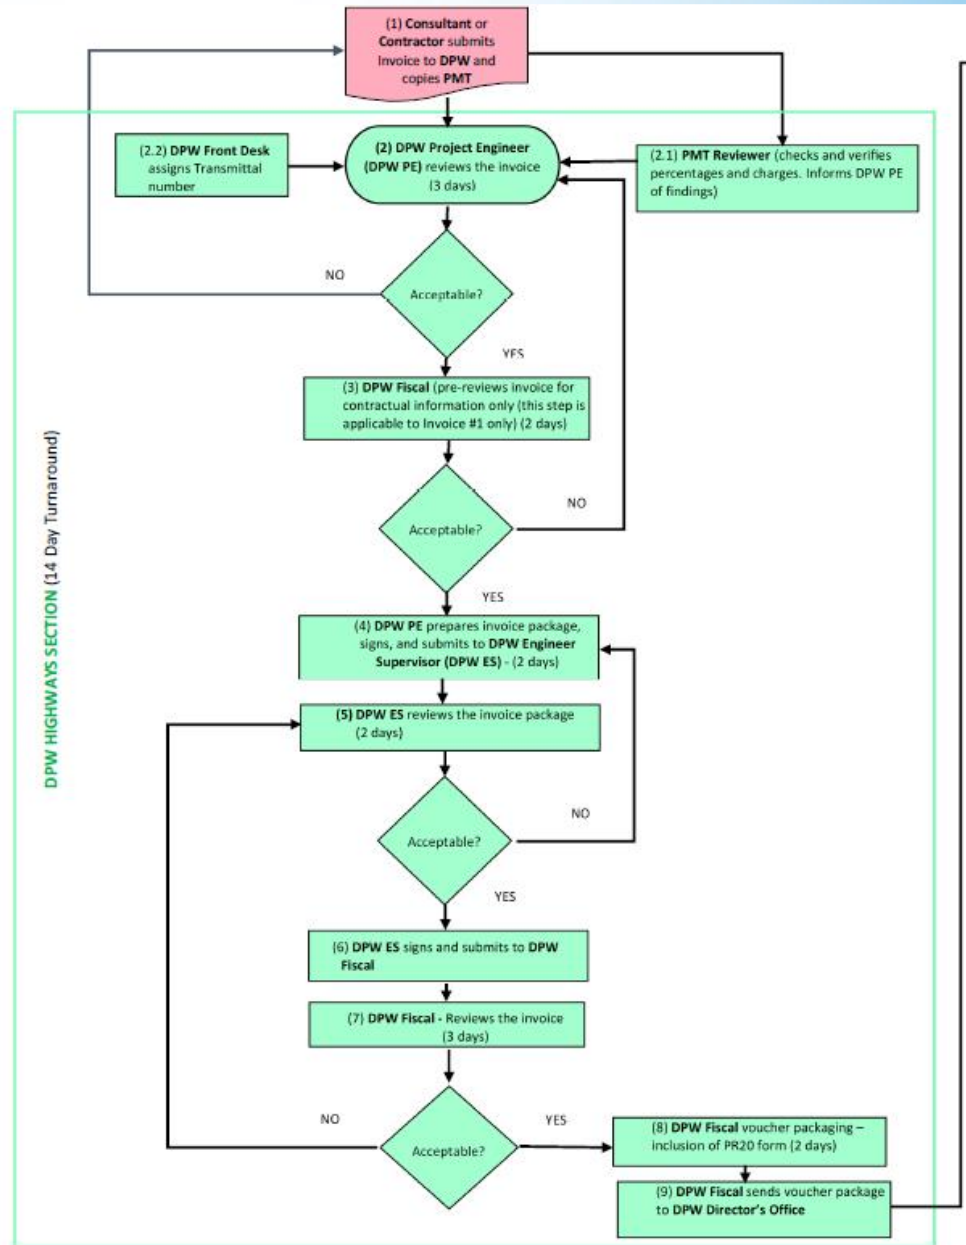 (1) Consultant or
Contractor submits
Invoice to DPW and
copies PMT
(2.2) DPW Front Desk
assigns Transmittal
number
(2) DPW Project Engineer
(DPW PE) reviews the invoice
(3 days)
(2.1) PMT Reviewer (checks and verifies
percentages and charges. Informs DPW PE
of findings)
NO
Acceptable?
YES
(3) DPW Fiscal (pre-reviews invoice for
contractual information only (this step is
applicable to Invoice #1 only) (2 days)
NO
Acceptable?
YES
DPW HIGHWAYS SECTION (14 Day Turnaround)
(4) DPW PE prepares invoice package,
signs, and submits to DPW Engineer
Supervisor (DPW ES) - (2 days)
(5) DPW ES reviews the invoice package
(2 days)
NO
Acceptable?
YES
(6) DPW ES signs and submits to DPW
Fiscal
(7) DPW Fiscal - Reviews the invoice
(3 days)
NO
YES
Acceptable?
(8) DPW Fiscal voucher packaging –
inclusion of PR20 form (2 days)
(9) DPW Fiscal sends voucher package
to DPW Director's Office